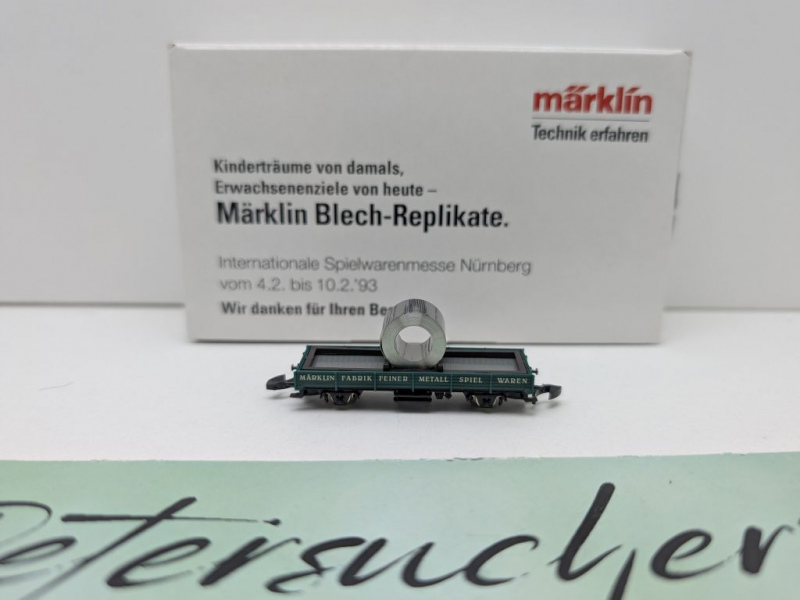 märklin
Technik erfahren
Kinderträume von damals,
Erwachsenenziele von heute –
Märklin Blech-Replikate.
Internationale Spielwarenmesse Nürnberg
vom 4.2. bis 10.2.'93
Wir danken für Ihren
MÄRKLIN FABRIK FEINER METALL SPIEL WAREN
Petersucher